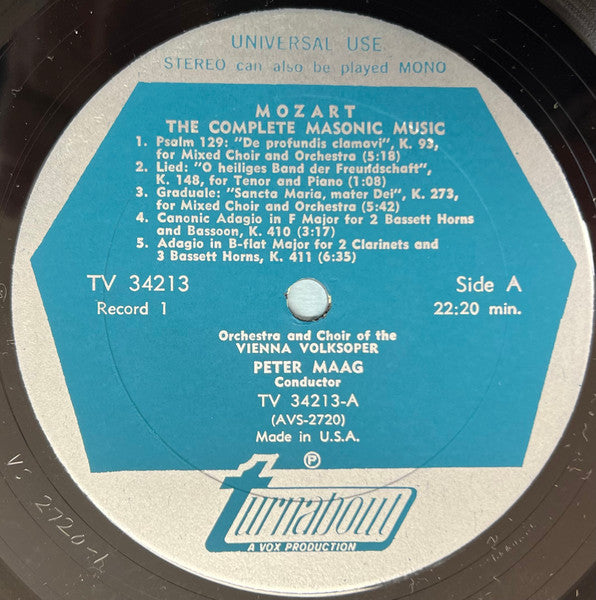 UNIVERSAL USE
STEREO can also be played MONO
MOZART
THE COMPLETE MASONIC MUSIC
1. Psalm 129: "De profundis clamavi", K. 93,
for Mixed Choir and Orchestra (5:18)
2. Lied: "O heiliges Band der Freundschaft",
K. 148, for Tenor and Piano (1:08)
3. Graduale: "Sancta Maria, mater Dei", K. 273,
for Mixed Choir and Orchestra (5:42)
4. Canonic Adagio in F Major for 2 Bassett Horns
and Bassoon, K. 410 (3:17)
5. Adagio in B-flat Major for 2 Clarinets and
3 Bassett Horns, K. 411 (6:35)
TV 34213 Side A
Record 1 22:20 min.
Orchestra and Choir of the
VIENNA VOLKSOPER
PETER MAAG
Conductor
TV 34213-A
(AVS-2720)
Made in U.S.A.
℗
turnabout
A VOX PRODUCTION